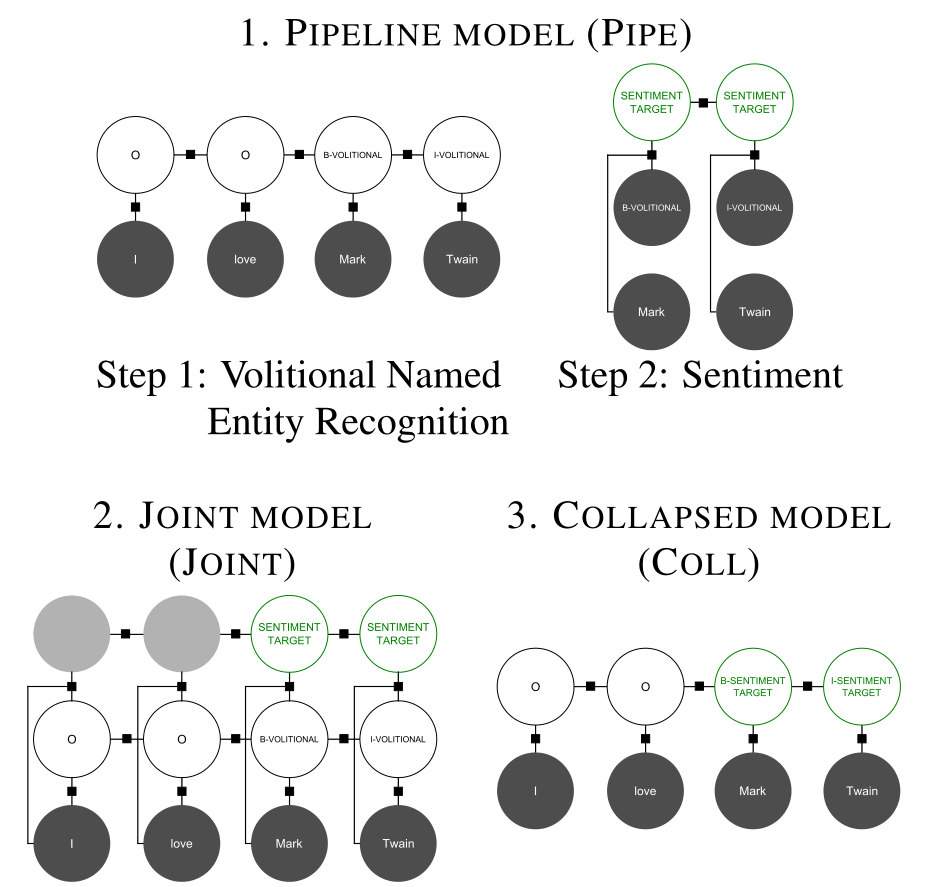 1. PIPELINE MODEL (PIPE)
SENTIMENT
TARGET
SENTIMENT
TARGET
O
O
B-VOLITIONAL
I-VOLITIONAL
B-VOLITIONAL
I-VOLITIONAL
I
love
Mark
Twain
Mark
Twain
Step 1: Volitional Named
Entity Recognition
Step 2: Sentiment
2. JOINT MODEL
(JOINT)
SENTIMENT
TARGET
SENTIMENT
TARGET
O
O
B-VOLITIONAL
I-VOLITIONAL
I
love
Mark
Twain
3. COLLAPSED MODEL
(COLL)
O
O
B-SENTIMENT
TARGET
I-SENTIMENT
TARGET
I
love
Mark
Twain